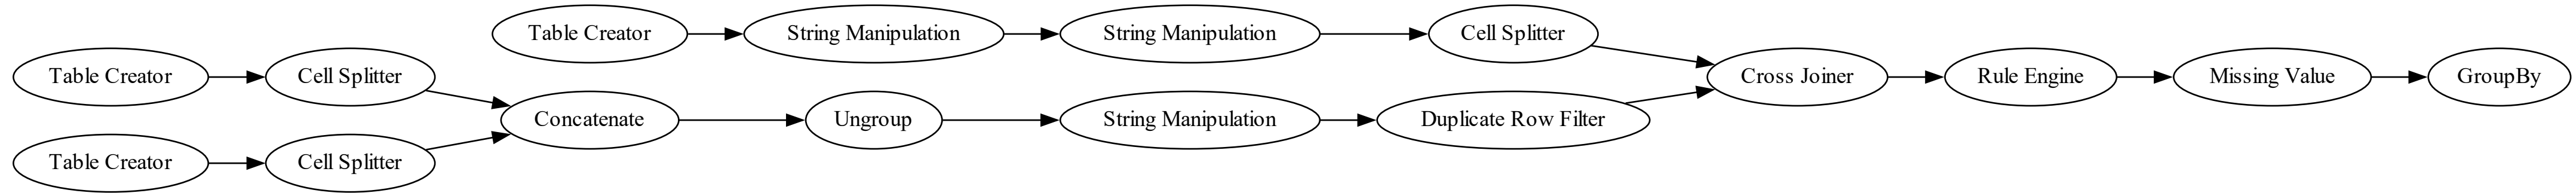 Table Creator
String Manipulation
String Manipulation
Cell Splitter
Table Creator
Cell Splitter
Cross Joiner
Rule Engine
Missing Value
GroupBy
Concatenate
Ungroup
String Manipulation
Duplicate Row Filter
Table Creator
Cell Splitter